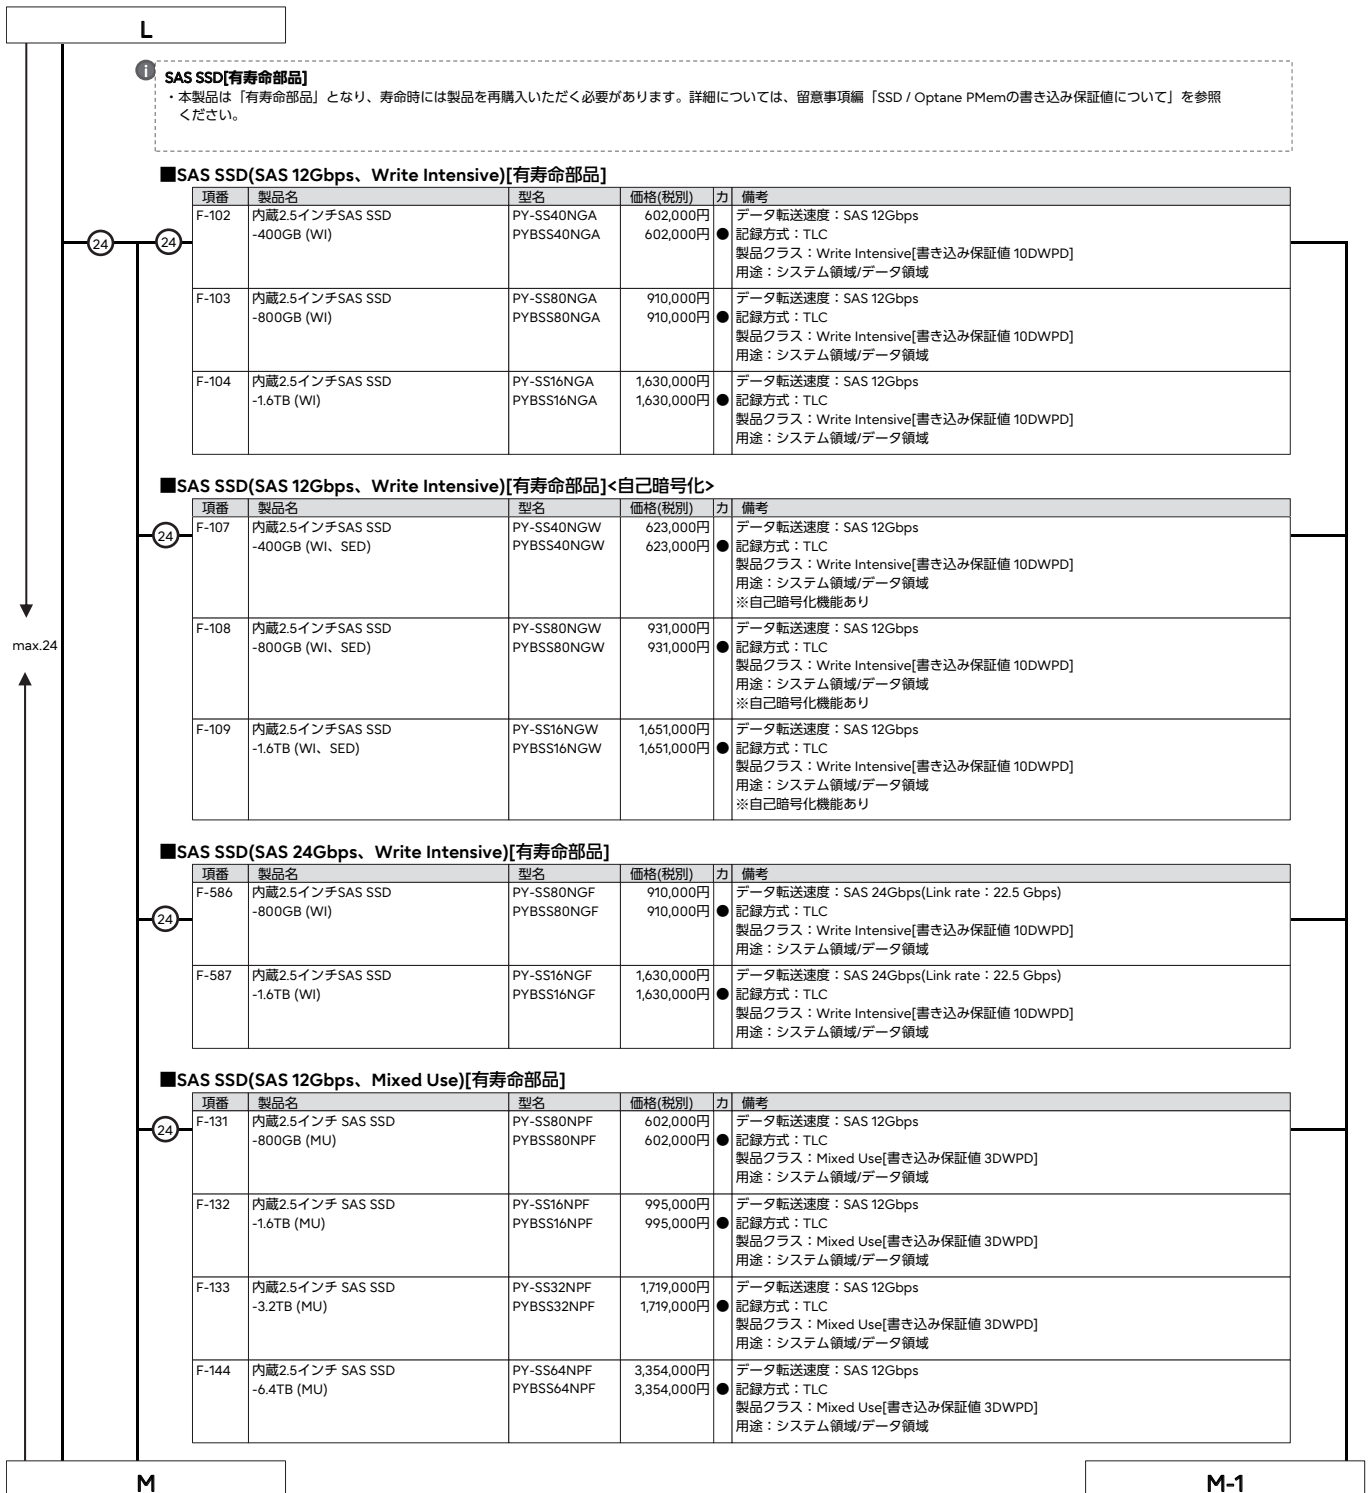 L
i
SAS SSD[有寿命部品]
・本製品は「有寿命部品」となり、寿命時には製品を再購入いただく必要があります。詳細については、留意事項編「SSD / Optane PMemの書き込み保証値について」を参照
ください。
■SAS SSD(SAS 12Gbps、Write Intensive)[有寿命部品]
項番 製品名 型名 価格(税別) カ 備考
F-102 内蔵2.5インチSAS SSD PY-SS40NGA 602,000円 データ転送速度：SAS 12Gbps
24 24 -400GB (WI) PYBSS40NGA 602,000円 ● 記録方式：TLC
製品クラス：Write Intensive[書き込み保証値 10DWPD]
用途：システム領域/データ領域
F-103 内蔵2.5インチSAS SSD PY-SS80NGA 910,000円 データ転送速度：SAS 12Gbps
-800GB (WI) PYBSS80NGA 910,000円 ● 記録方式：TLC
製品クラス：Write Intensive[書き込み保証値 10DWPD]
用途：システム領域/データ領域
F-104 内蔵2.5インチSAS SSD PY-SS16NGA 1,630,000円 データ転送速度：SAS 12Gbps
-1.6TB (WI) PYBSS16NGA 1,630,000円 ● 記録方式：TLC
製品クラス：Write Intensive[書き込み保証値 10DWPD]
用途：システム領域/データ領域
■SAS SSD(SAS 12Gbps、Write Intensive)[有寿命部品]<自己暗号化>
項番 製品名 型名 価格(税別) カ 備考
24 F-107 内蔵2.5インチSAS SSD PY-SS40NGW 623,000円 データ転送速度：SAS 12Gbps
-400GB (WI、SED) PYBSS40NGW 623,000円 ● 記録方式：TLC
製品クラス：Write Intensive[書き込み保証値 10DWPD]
用途：システム領域/データ領域
※自己暗号化機能あり
F-108 内蔵2.5インチSAS SSD PY-SS80NGW 931,000円 データ転送速度：SAS 12Gbps
max.24 -800GB (WI、SED) PYBSS80NGW 931,000円 ● 記録方式：TLC
製品クラス：Write Intensive[書き込み保証値 10DWPD]
用途：システム領域/データ領域
※自己暗号化機能あり
F-109 内蔵2.5インチSAS SSD PY-SS16NGW 1,651,000円 データ転送速度：SAS 12Gbps
-1.6TB (WI、SED) PYBSS16NGW 1,651,000円 ● 記録方式：TLC
製品クラス：Write Intensive[書き込み保証値 10DWPD]
用途：システム領域/データ領域
※自己暗号化機能あり
■SAS SSD(SAS 24Gbps、Write Intensive)[有寿命部品]
項番 製品名 型名 価格(税別) カ 備考
F-586 内蔵2.5インチSAS SSD PY-SS80NGF 910,000円 データ転送速度：SAS 24Gbps(Link rate：22.5 Gbps)
24 -800GB (WI) PYBSS80NGF 910,000円 ● 記録方式：TLC
製品クラス：Write Intensive[書き込み保証値 10DWPD]
用途：システム領域/データ領域
F-587 内蔵2.5インチSAS SSD PY-SS16NGF 1,630,000円 データ転送速度：SAS 24Gbps(Link rate：22.5 Gbps)
-1.6TB (WI) PYBSS16NGF 1,630,000円 ● 記録方式：TLC
製品クラス：Write Intensive[書き込み保証値 10DWPD]
用途：システム領域/データ領域
■SAS SSD(SAS 12Gbps、Mixed Use)[有寿命部品]
項番 製品名 型名 価格(税別) カ 備考
24 F-131 内蔵2.5インチ SAS SSD PY-SS80NPF 602,000円 データ転送速度：SAS 12Gbps
-800GB (MU) PYBSS80NPF 602,000円 ● 記録方式：TLC
製品クラス：Mixed Use[書き込み保証値 3DWPD]
用途：システム領域/データ領域
F-132 内蔵2.5インチ SAS SSD PY-SS16NPF 995,000円 データ転送速度：SAS 12Gbps
-1.6TB (MU) PYBSS16NPF 995,000円 ● 記録方式：TLC
製品クラス：Mixed Use[書き込み保証値 3DWPD]
用途：システム領域/データ領域
F-133 内蔵2.5インチ SAS SSD PY-SS32NPF 1,719,000円 データ転送速度：SAS 12Gbps
-3.2TB (MU) PYBSS32NPF 1,719,000円 ● 記録方式：TLC
製品クラス：Mixed Use[書き込み保証値 3DWPD]
用途：システム領域/データ領域
F-144 内蔵2.5インチ SAS SSD PY-SS64NPF 3,354,000円 データ転送速度：SAS 12Gbps
-6.4TB (MU) PYBSS64NPF 3,354,000円 ● 記録方式：TLC
製品クラス：Mixed Use[書き込み保証値 3DWPD]
用途：システム領域/データ領域
M M-1